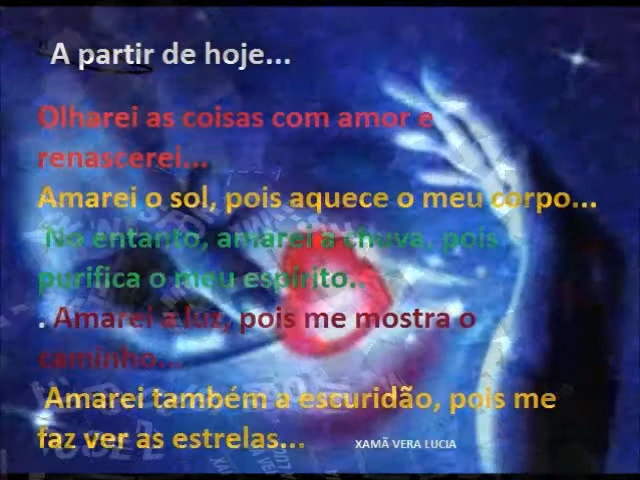 A partir de hoje...
Olharei as coisas com amor e
renascerei...
Amarei o sol, pois aquece o meu corpo...
No entanto, amarei a chuva, pois
purifica o meu espírito..
. Amarei a luz, pois me mostra o
caminho...
Amarei também a escuridão, pois me
faz ver as estrelas...
XAMÃ VERA LUCIA